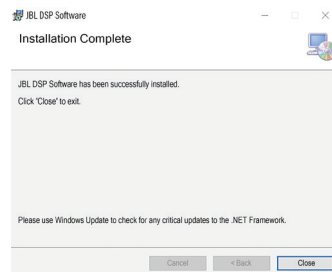 JBL DSP Software
Installation Complete
JBL DSP Software has been successfully installed.
Click "Close" to exit.
Please use Windows Update to check for any critical updates to the .NET Framework.
Cancel
< Back
Close